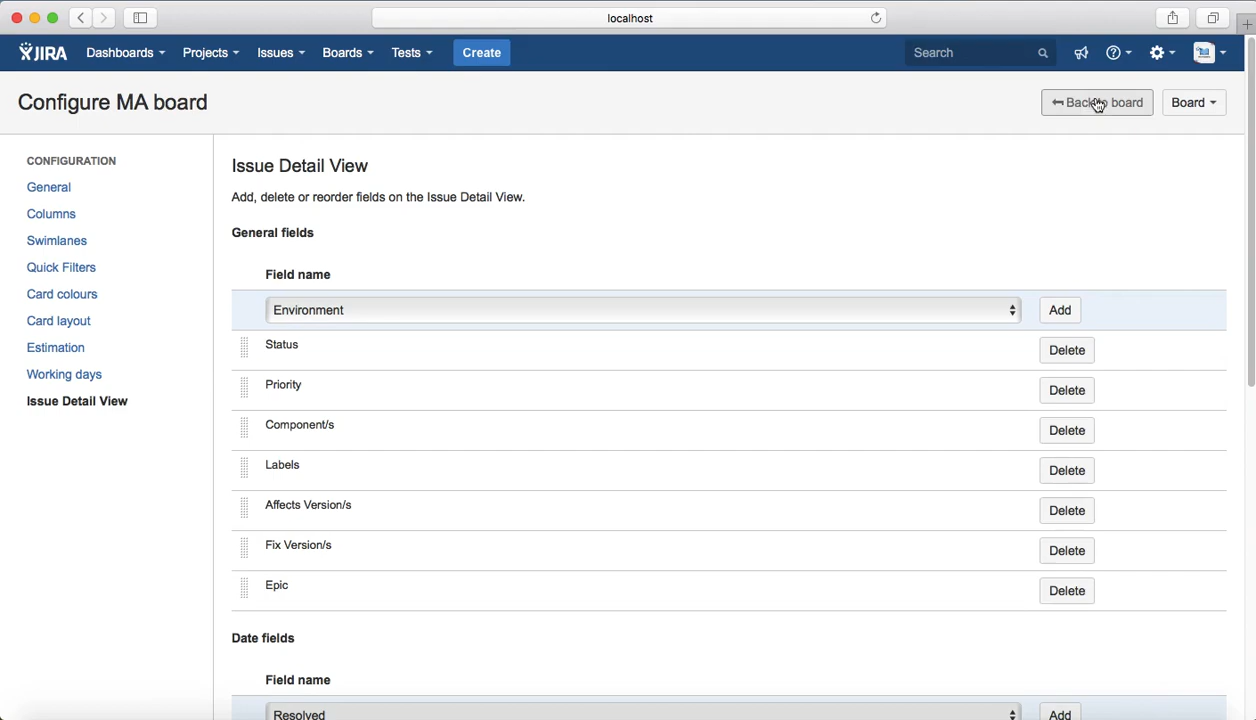 localhost
JIRA Dashboards Projects Issues Boards Tests Create Search
Configure MA board
Back to board Board
CONFIGURATION
General
Columns
Swimlanes
Quick Filters
Card colours
Card layout
Estimation
Working days
Issue Detail View
Issue Detail View
Add, delete or reorder fields on the Issue Detail View.
General fields
Field name
Environment Add
Status Delete
Priority Delete
Component/s Delete
Labels Delete
Affects Version/s Delete
Fix Version/s Delete
Epic Delete
Date fields
Field name
Resolved Add